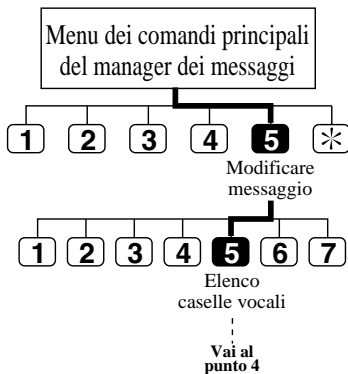 Menu dei comandi principali
del manager dei messaggi
1 2 3 4 5 *
Modificare
messaggio
1 2 3 4 5 6 7
Elenco
caselle vocali
Vai al
punto 4